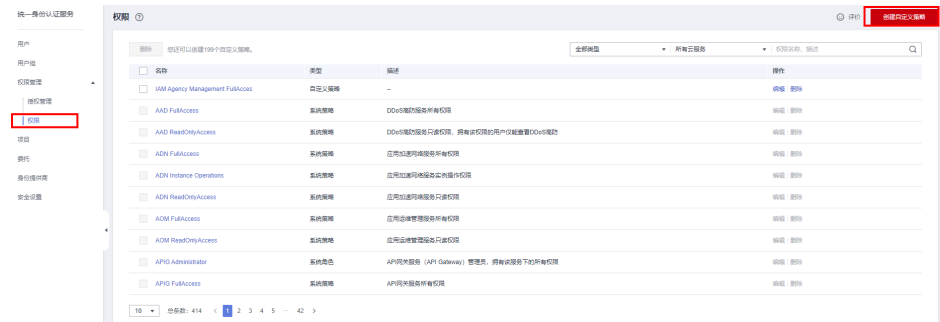 统一身份认证服务
用户
用户组
权限管理
授权管理
权限
项目
委托
身份提供商
安全设置
权限
评价
创建自定义策略
删除 您还可以创建199个自定义策略。
全部类型 所有云服务 权限名称、描述
名称 类型 描述 操作
IAM Agency Management FullAcces 自定义策略 -- 编辑 删除
AAD FullAccess 系统策略 DDoS高防服务所有权限 编辑 删除
AAD ReadOnlyAccess 系统策略 DDoS高防服务只读权限，拥有该权限的用户仅能查看DDoS高防 编辑 删除
ADN FullAccess 系统策略 应用加速网络服务所有权限 编辑 删除
ADN Instance Operations 系统策略 应用加速网络服务实例操作权限 编辑 删除
ADN ReadOnlyAccess 系统策略 应用加速网络服务只读权限 编辑 删除
AOM FullAccess 系统策略 应用运维管理服务所有权限 编辑 删除
AOM ReadOnlyAccess 系统策略 应用运维管理服务只读权限 编辑 删除
APIG Administrator 系统角色 API网关服务（API Gateway）管理员，拥有该服务下的所有权限 编辑 删除
APIG FullAccess 系统策略 API网关服务所有权限 编辑 删除
10 总条数：414 < 1 2 3 4 5 … 42 >